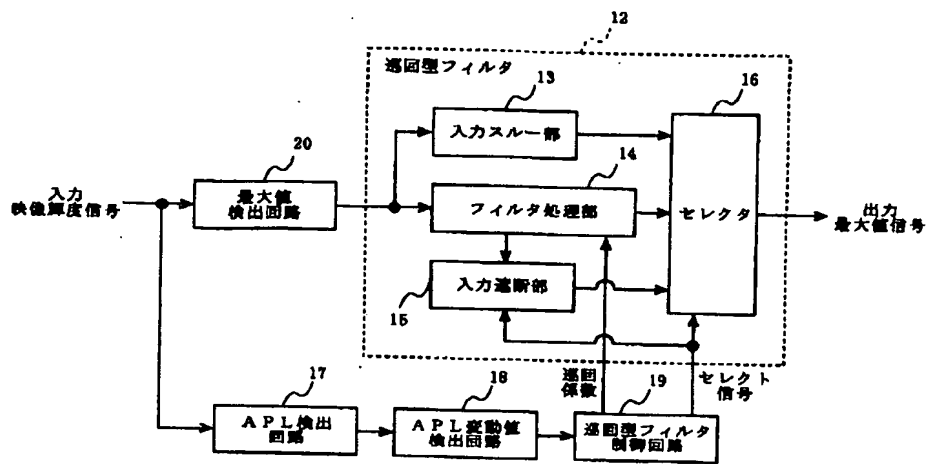 12
巡回型フィルタ
13
16
入力スルー部
20
14
入力
映像輝度信号
最大値
検出回路
フィルタ処理部
セレクタ
出力
最大値信号
入力遮断部
15
17
18
巡回
係数
19
セレクト
信号
APL検出
回路
APL変動値
検出回路
巡回型フィルタ
制御回路